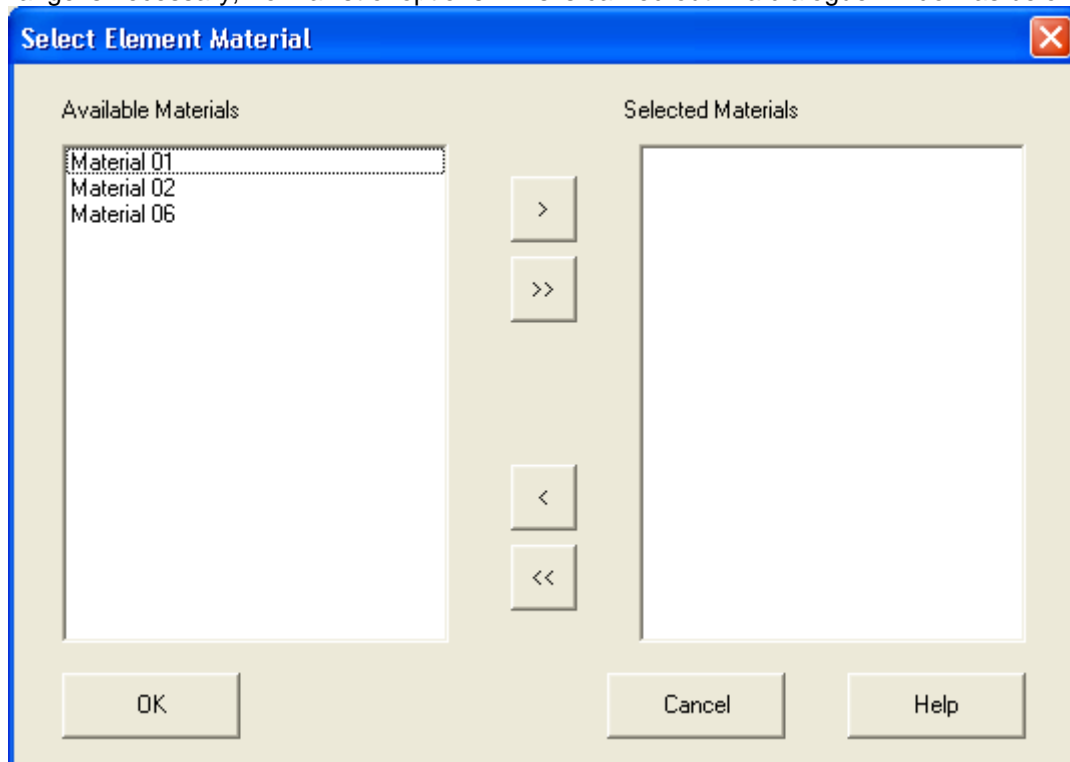 Select Element Material
Available Materials
Selected Materials
Material 01
Material 02
Material 06
>
>>
<
<<
OK
Cancel
Help